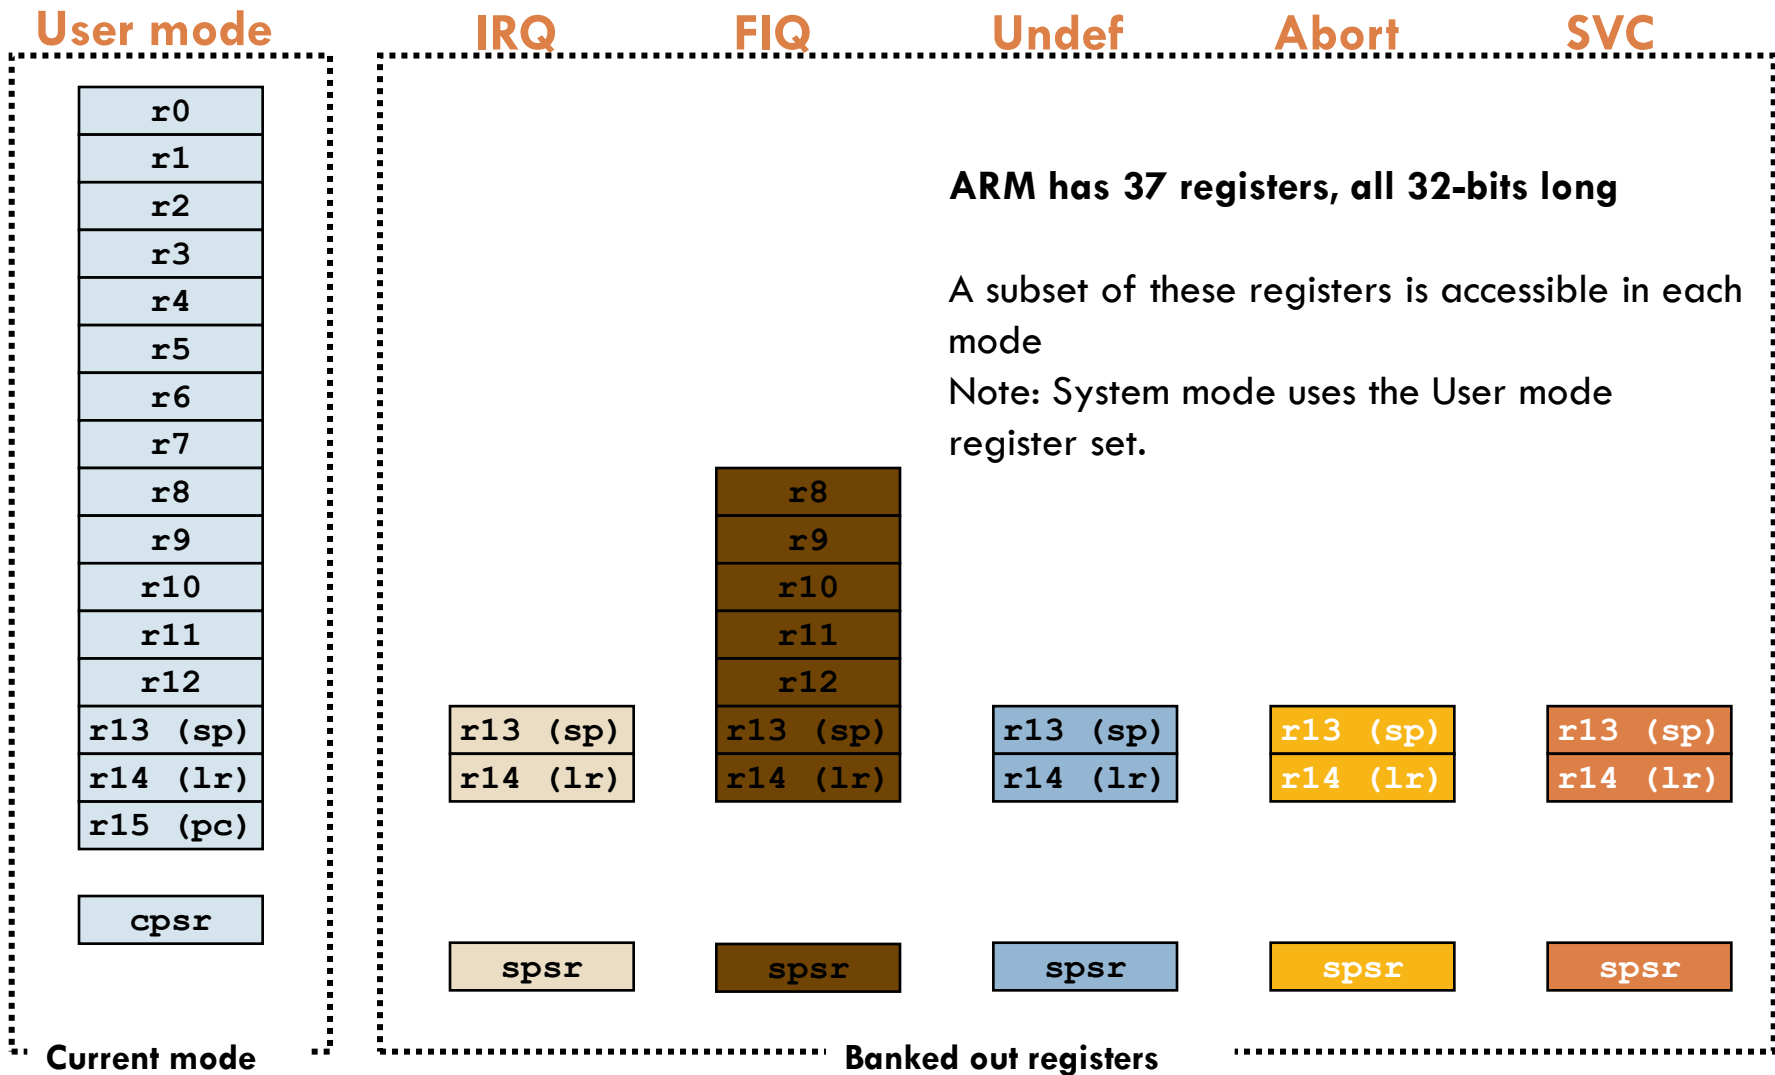 User mode
IRQ
FIQ
Undef
Abort
SVC
r0
r1
r2
r3
r4
r5
r6
r7
r8
r9
r10
r11
r12
r13 (sp)
r14 (lr)
r15 (pc)
cpsr
Current mode
r13 (sp)
r14 (lr)
spsr
r8
r9
r10
r11
r12
r13 (sp)
r14 (lr)
spsr
ARM has 37 registers, all 32-bits long
A subset of these registers is accessible in each
mode
Note: System mode uses the User mode
register set.
r13 (sp)
r14 (lr)
spsr
r13 (sp)
r14 (lr)
spsr
r13 (sp)
r14 (lr)
spsr
Banked out registers